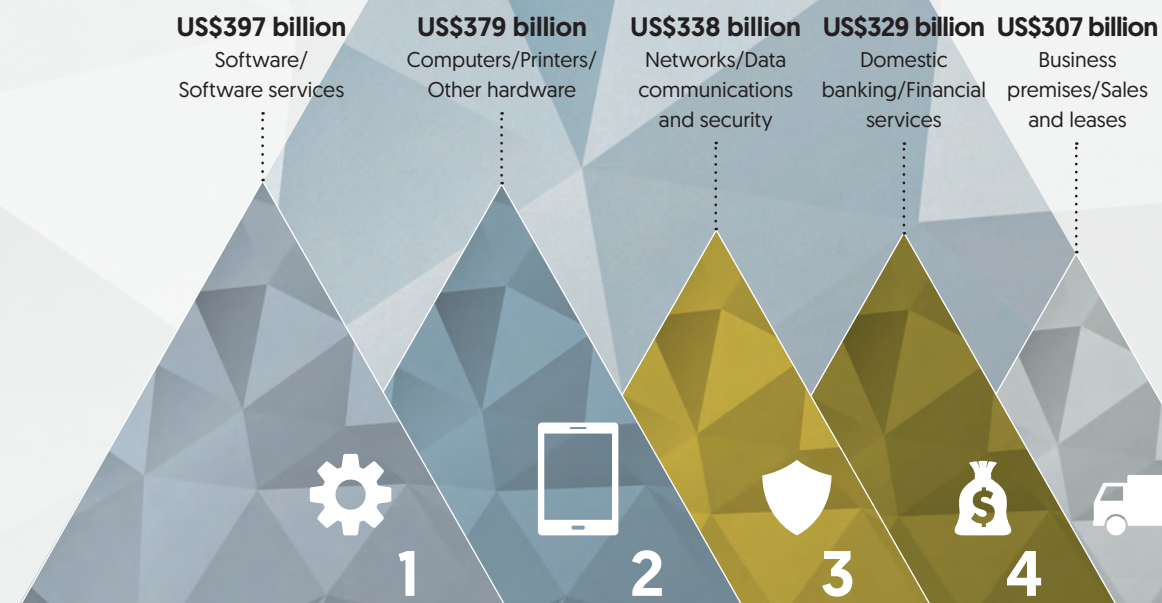 US$397 billion
Software/
Software services
US$379 billion
Computers/Printers/
Other hardware
US$338 billion
Networks/Data
communications
and security
US$329 billion
Domestic
banking/Financial
services
US$307 billion
Business
premises/Sales
and leases
$
1
2
3
4